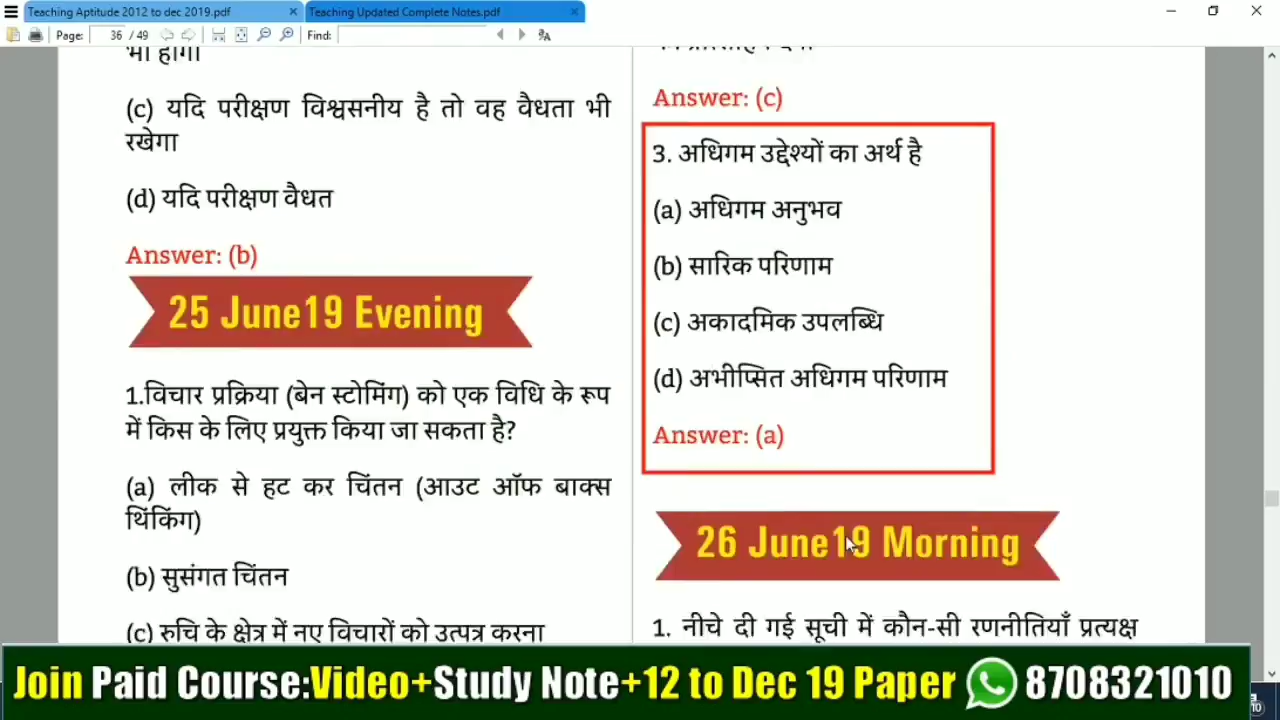 Teaching Aptitude 2012 to dec 2019.pdf
Teaching Updated Complete Notes.pdf
Page: 36 / 49
Find:
भी होगा
(c) यदि परीक्षण विश्वसनीय है तो वह वैधता भी
रखेगा
(d) यदि परीक्षण वैधत
Answer: (b)
25 June19 Evening
1.विचार प्रक्रिया (बेन स्टोमिंग) को एक विधि के रूप
में किस के लिए प्रयुक्त किया जा सकता है?
(a) लीक से हट कर चिंतन (आउट ऑफ बाक्स
थिंकिंग)
(b) सुसंगत चिंतन
(c) रुचि के क्षेत्र में नए विचारों को उत्पत्र करना
Answer: (c)
3. अधिगम उद्देश्यों का अर्थ है
(a) अधिगम अनुभव
(b) सारिक परिणाम
(c) अकादमिक उपलब्धि
(d) अभीप्सित अधिगम परिणाम
Answer: (a)
26 June19 Morning
1. नीचे दी गई सूची में कौन-सी रणनीतियाँ प्रत्यक्ष
Join Paid Course:Video+Study Note+12 to Dec 19 Paper 8708321010